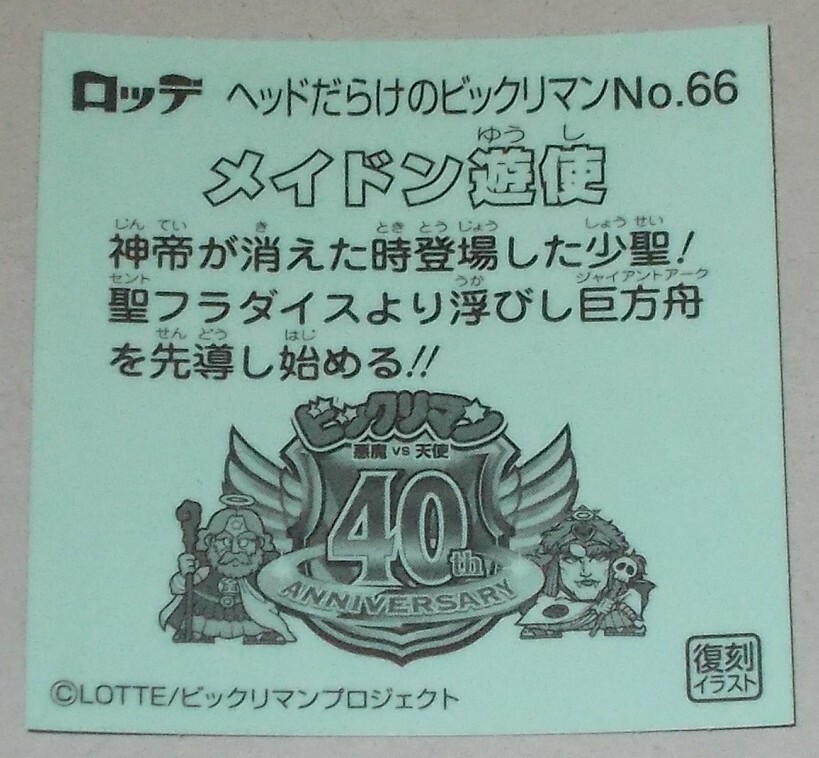 ロッテ ヘッドだらけのビックリマンNo.66
ゆうし
メイドン遊使
じんてい き ときとうじょう しょうせい
神帝が消えた時登場した少聖!
セント うか ジャイアントアーク
聖フラダイスより浮びし巨方舟
せんどう はじ
を先導し始める!!
ビックリマン
悪魔 VS 天使
40th
ANNIVERSARY
復刻
イラスト
©LOTTE/ビックリマンプロジェクト